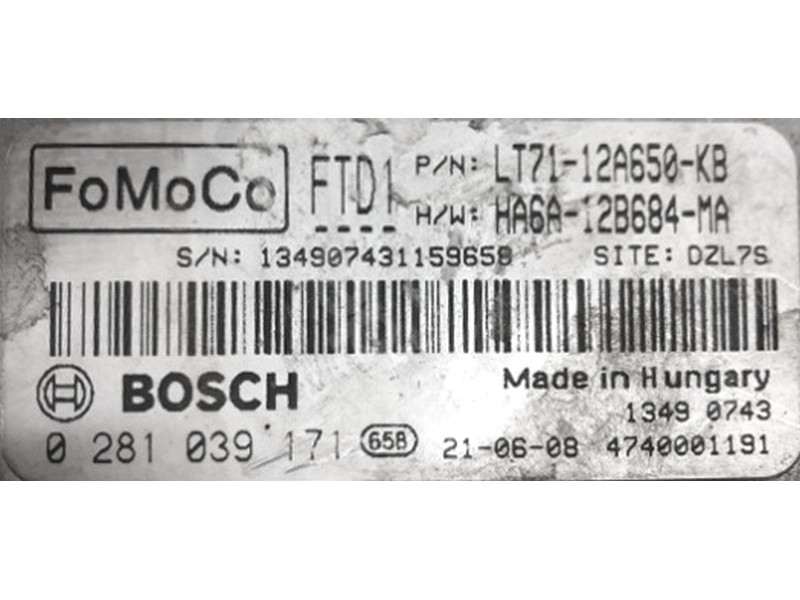 FoMoCo FTD1 P/N: LT71-12A650-KB
H/W: HA6A-12B684-MA
S/N: 134907431159658 SITE: DZL7S
BOSCH Made in Hungary
1349 0743
0 281 039 171 658 21-06-08 4740001191